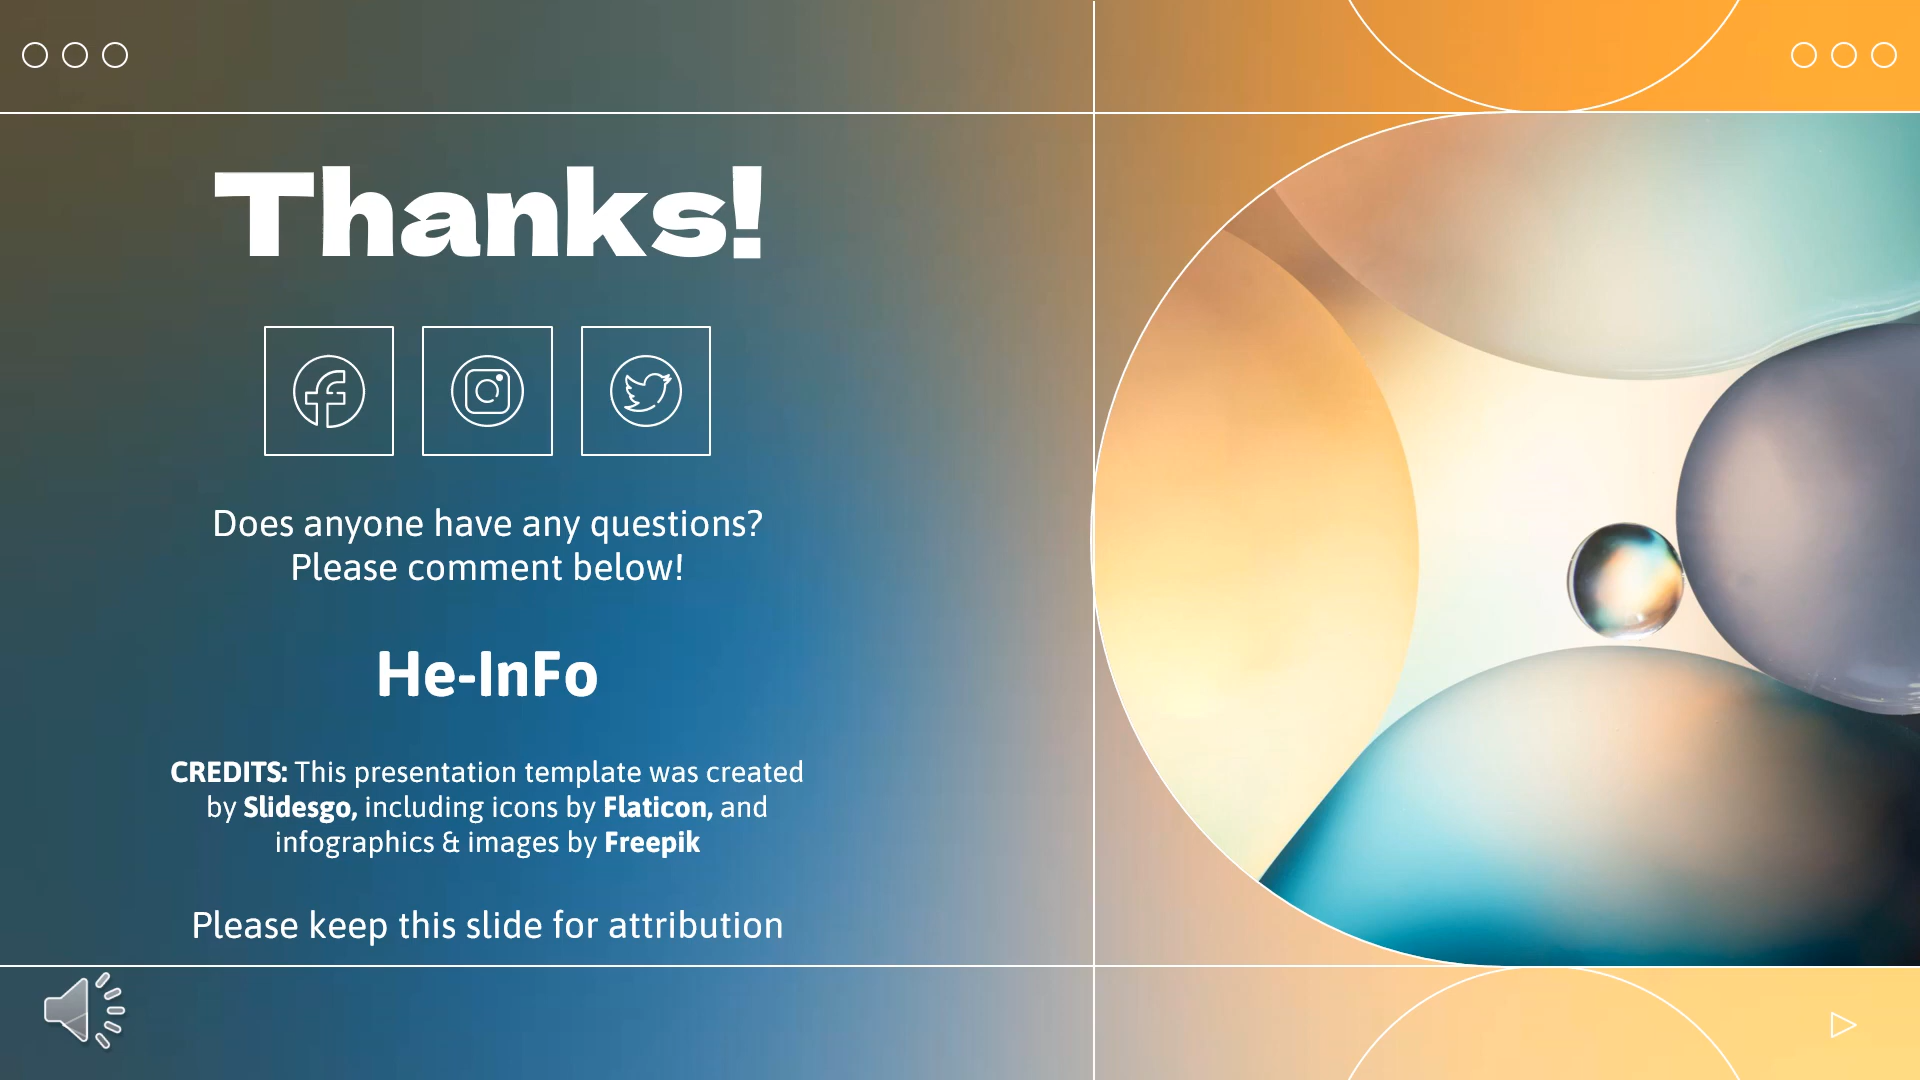 Thanks!
Does anyone have any questions?
Please comment below!
He-InFo
CREDITS: This presentation template was created
by Slidesgo, including icons by Flaticon, and
infographics & images by Freepik
Please keep this slide for attribution